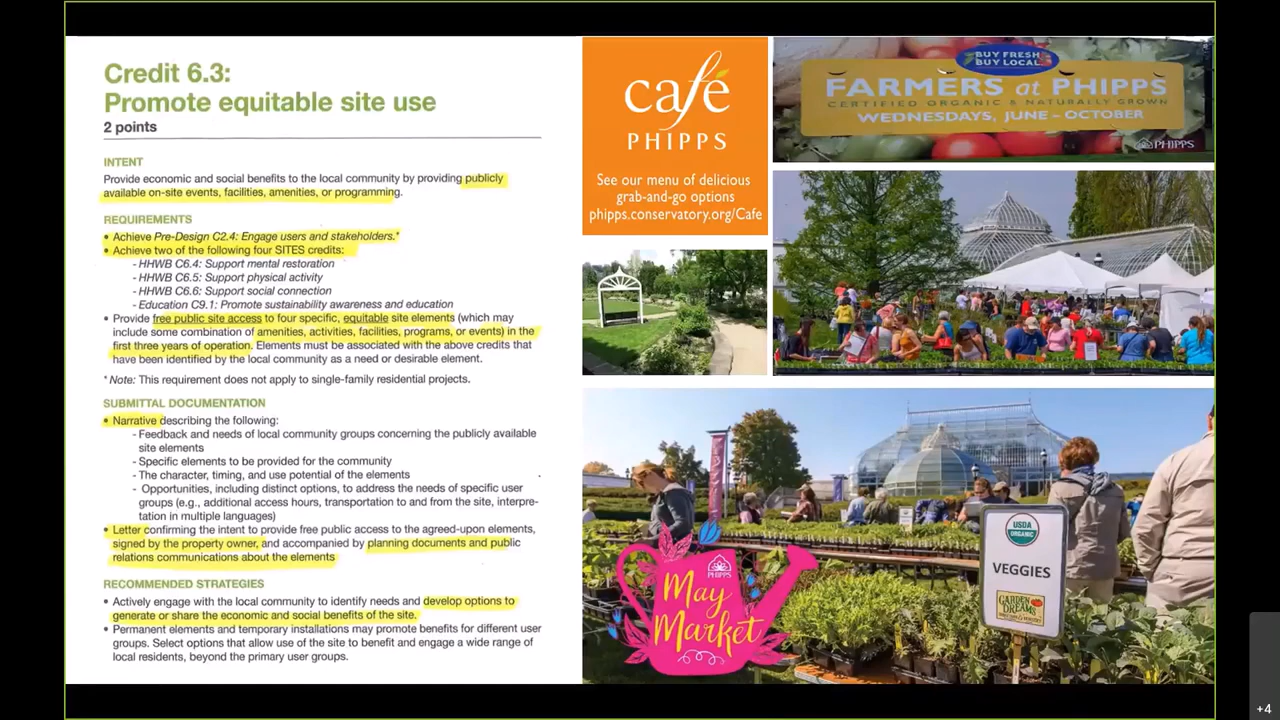 Credit 6.3:
Promote equitable site use
2 points
INTENT
Provide economic and social benefits to the local community by providing publicly
available on-site events, facilities, amenities, or programming.
REQUIREMENTS
• Achieve Pre-Design C2.4: Engage users and stakeholders.*
• Achieve two of the following four SITES credits:
- HHWB C6.4: Support mental restoration
- HHWB C6.5: Support physical activity
- HHWB C6.6: Support social connection
- Education C9.1: Promote sustainability awareness and education
• Provide free public site access to four specific, equitable site elements (which may
include some combination of amenities, activities, facilities, programs, or events) in the
first three years of operation. Elements must be associated with the above credits that
have been identified by the local community as a need or desirable element.
* Note: This requirement does not apply to single-family residential projects.
SUBMITTAL DOCUMENTATION
• Narrative describing the following:
- Feedback and needs of local community groups concerning the publicly available
site elements
- Specific elements to be provided for the community
- The character, timing, and use potential of the elements
- Opportunities, including distinct options, to address the needs of specific user
groups (e.g., additional access hours, transportation to and from the site, interpre-
tation in multiple languages)
• Letter confirming the intent to provide free public access to the agreed-upon elements,
signed by the property owner, and accompanied by planning documents and public
relations communications about the elements
RECOMMENDED STRATEGIES
• Actively engage with the local community to identify needs and develop options to
generate or share the economic and social benefits of the site.
• Permanent elements and temporary installations may promote benefits for different user
groups. Select options that allow use of the site to benefit and engage a wide range of
local residents, beyond the primary user groups.
café
PHIPPS
See our menu of delicious
grab-and-go options
phipps.conservatory.org/Cafe
BUY FRESH
BUY LOCAL
FARMERS at PHIPPS
CERTIFIED ORGANIC & NATURALLY GROWN
WEDNESDAYS, JUNE - OCTOBER
PHIPPS
PHIPPS
May
Market
USDA
ORGANIC
VEGGIES
GARDEN
DREAMS
+4